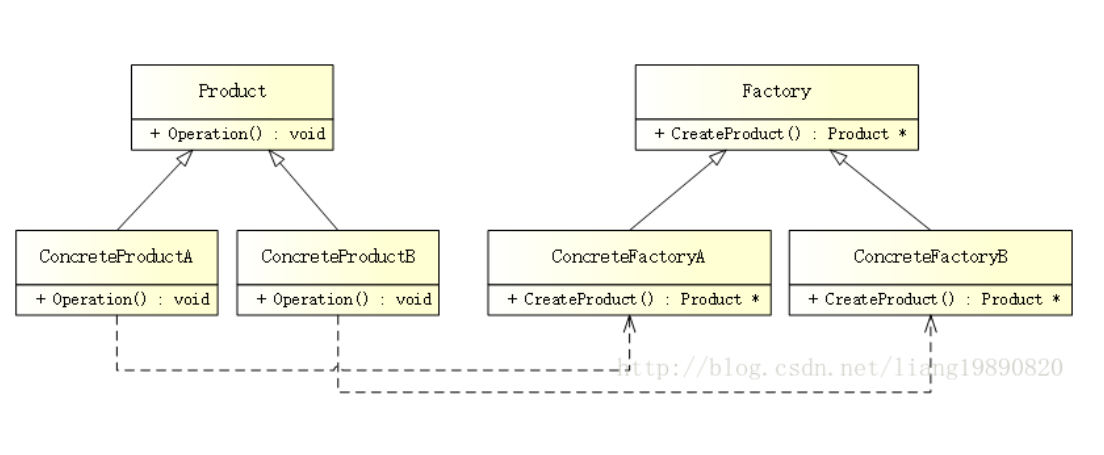 Product
+ Operation() : void
Factory
+ CreateProduct() : Product *
ConcreteProductA
+ Operation() : void
ConcreteProductB
+ Operation() : void
ConcreteFactoryA
+ CreateProduct() : Product *
ConcreteFactoryB
+ CreateProduct() : Product *
http://blog.csdn.net/liang19890820